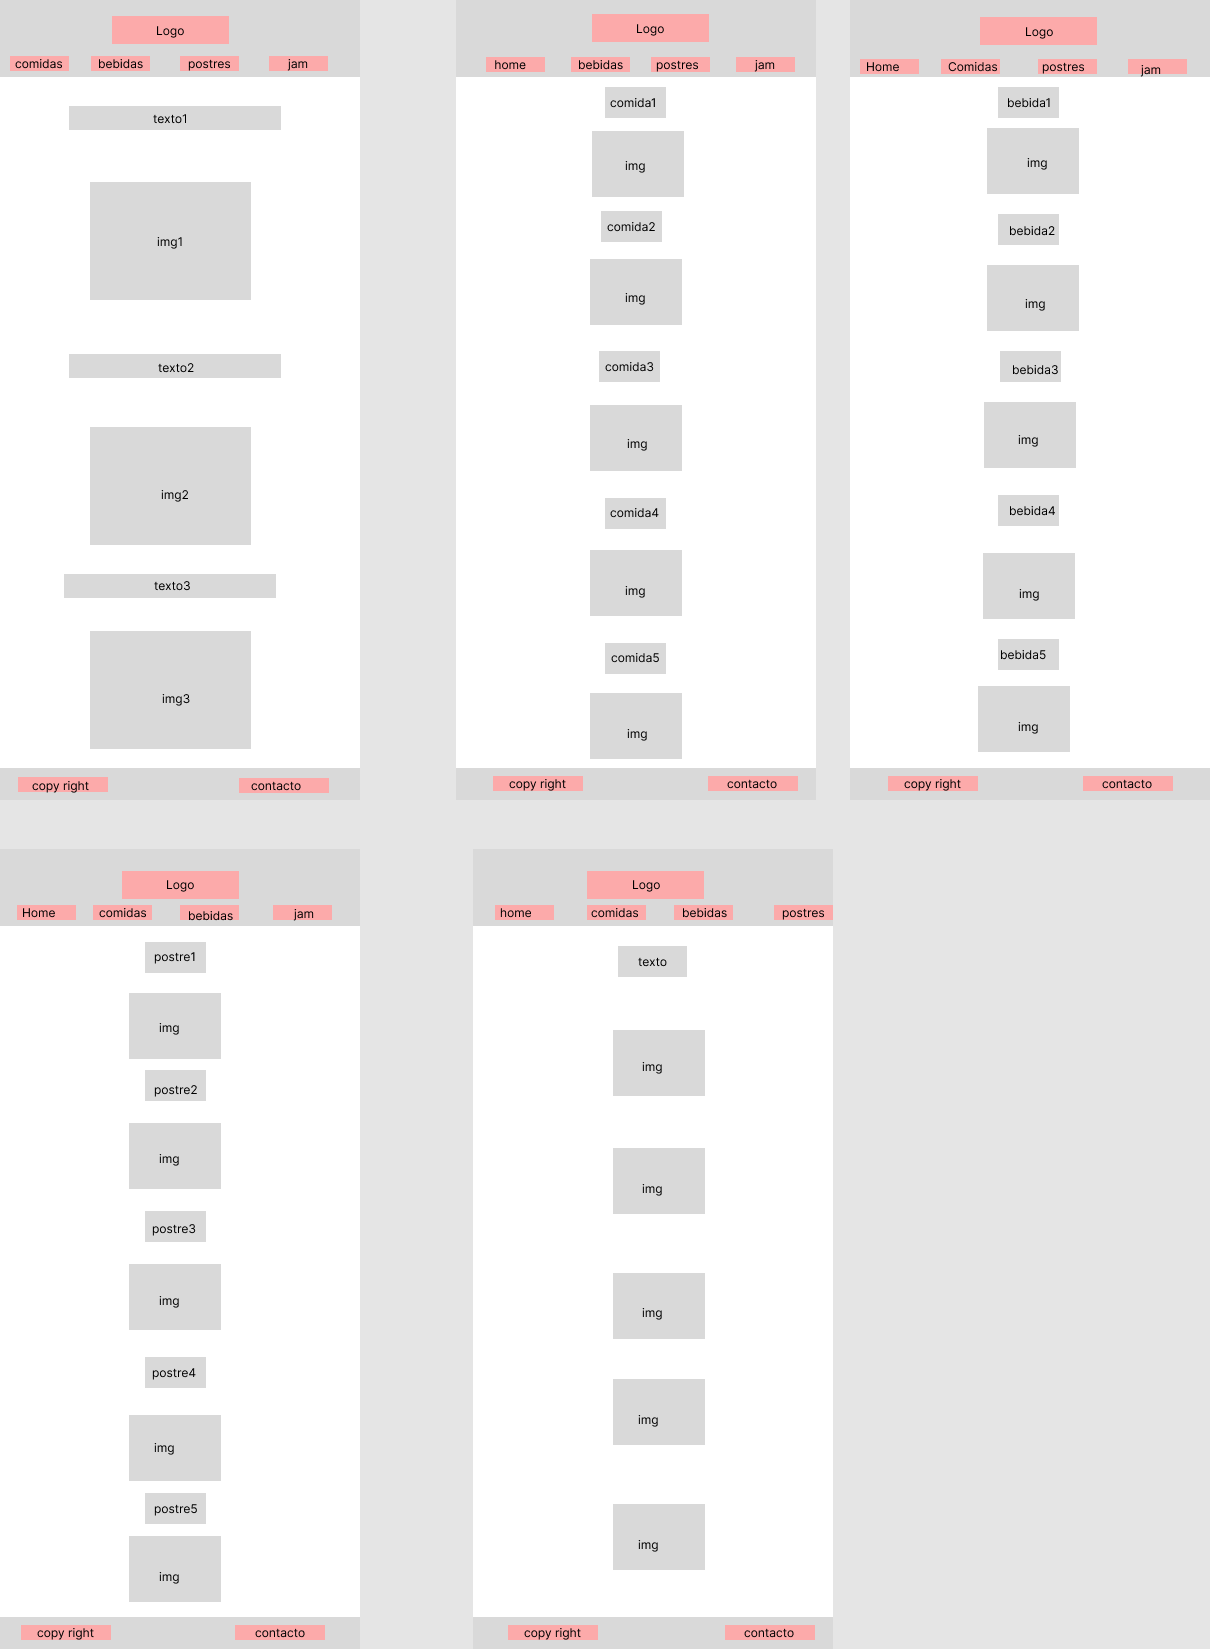 Logo
comidas bebidas postres jam
texto1
img1
texto2
img2
texto3
img3
copy right contacto
Logo
home bebidas postres jam
comida1
img
comida2
img
comida3
img
comida4
img
comida5
img
copy right contacto
Logo
Home Comidas postres jam
bebida1
img
bebida2
img
bebida3
img
bebida4
img
bebida5
img
copy right contacto
Logo
Home comidas bebidas jam
postre1
img
postre2
img
postre3
img
postre4
img
postre5
img
copy right contacto
Logo
home comidas bebidas postres
texto
img
img
img
img
img
copy right contacto